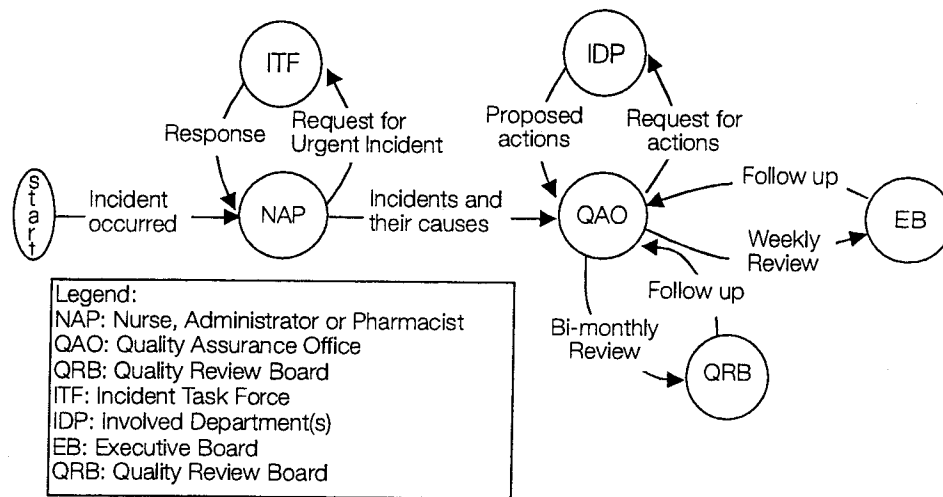 ITF
IDP
Response
Request for
Urgent Incident
Proposed
actions
Request for
actions
start
Incident
occurred
NAP
Incidents and
their causes
QAO
Follow up
EB
Weekly
Review
Follow up
Bi-monthly
Review
QRB
Legend:
NAP: Nurse, Administrator or Pharmacist
QAO: Quality Assurance Office
QRB: Quality Review Board
ITF: Incident Task Force
IDP: Involved Department(s)
EB: Executive Board
QRB: Quality Review Board